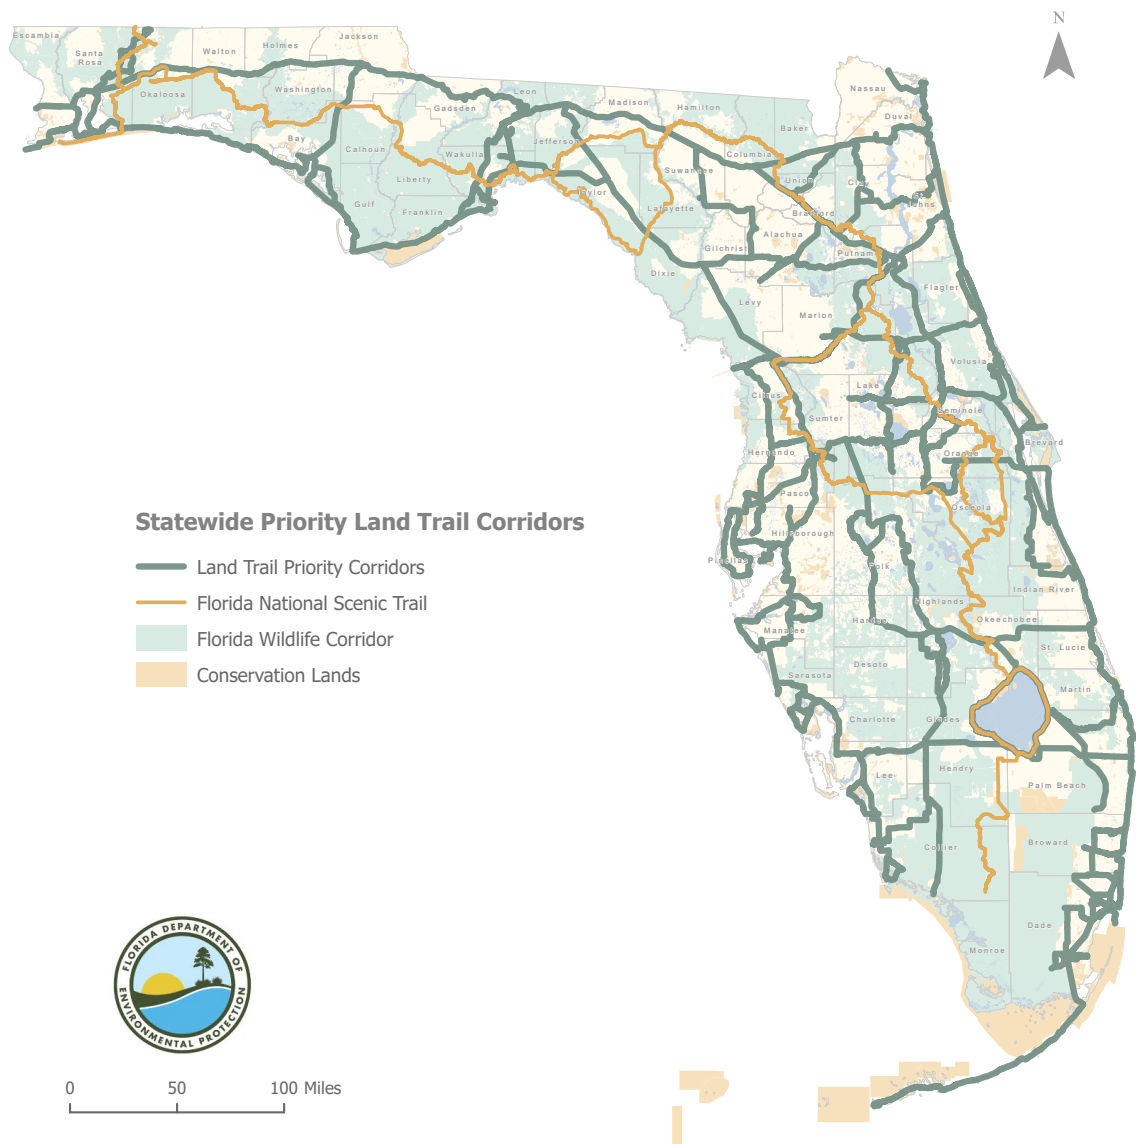 N
Escambia
Santa
Rosa
Okaloosa
Walton
Holmes
Jackson
Washington
Bay
Calhoun
Gulf
Liberty
Franklin
Gadsden
Leon
Wakulla
Jefferson
Madison
Taylor
Hamilton
Suwannee
Lafayette
Dixie
Columbia
Gilchrist
Levy
Baker
Union
Bradford
Alachua
Nassau
Duval
Clay
St.
Johns
Putnam
Flagler
Marion
Volusia
Citrus
Sumter
Lake
Seminole
Hernando
Orange
Brevard
Pasco
Osceola
Pinellas
Hillsborough
Polk
Indian River
Manatee
Hardee
Highlands
Okeechobee
St. Lucie
Sarasota
Desoto
Martin
Charlotte
Glades
Lee
Hendry
Palm Beach
Collier
Broward
Monroe
Dade
Statewide Priority Land Trail Corridors
Land Trail Priority Corridors
Florida National Scenic Trail
Florida Wildlife Corridor
Conservation Lands
FLORIDA DEPARTMENT OF
ENVIRONMENTAL PROTECTION
0 50 100 Miles